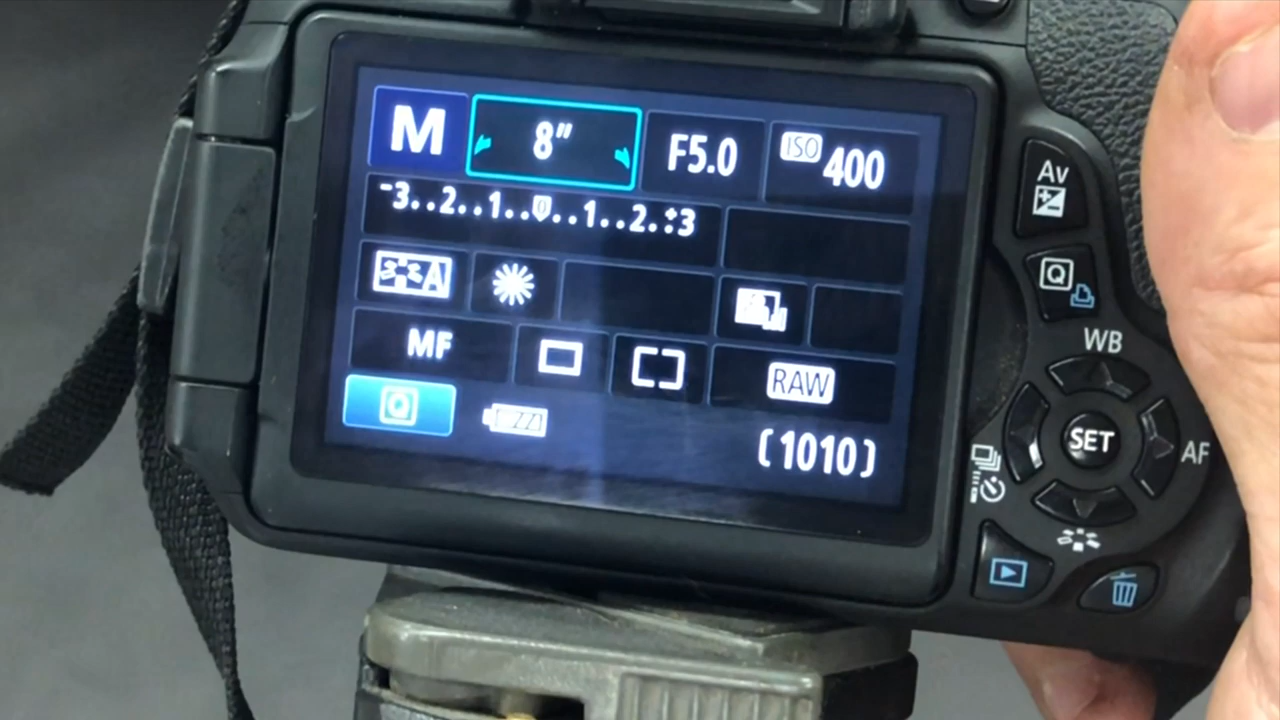 M 8" F5.0 ISO 400
-3..2..1..0..1..2..+3
A
MF RAW
Q
(1010)
Av
Q
WB
SET
AF